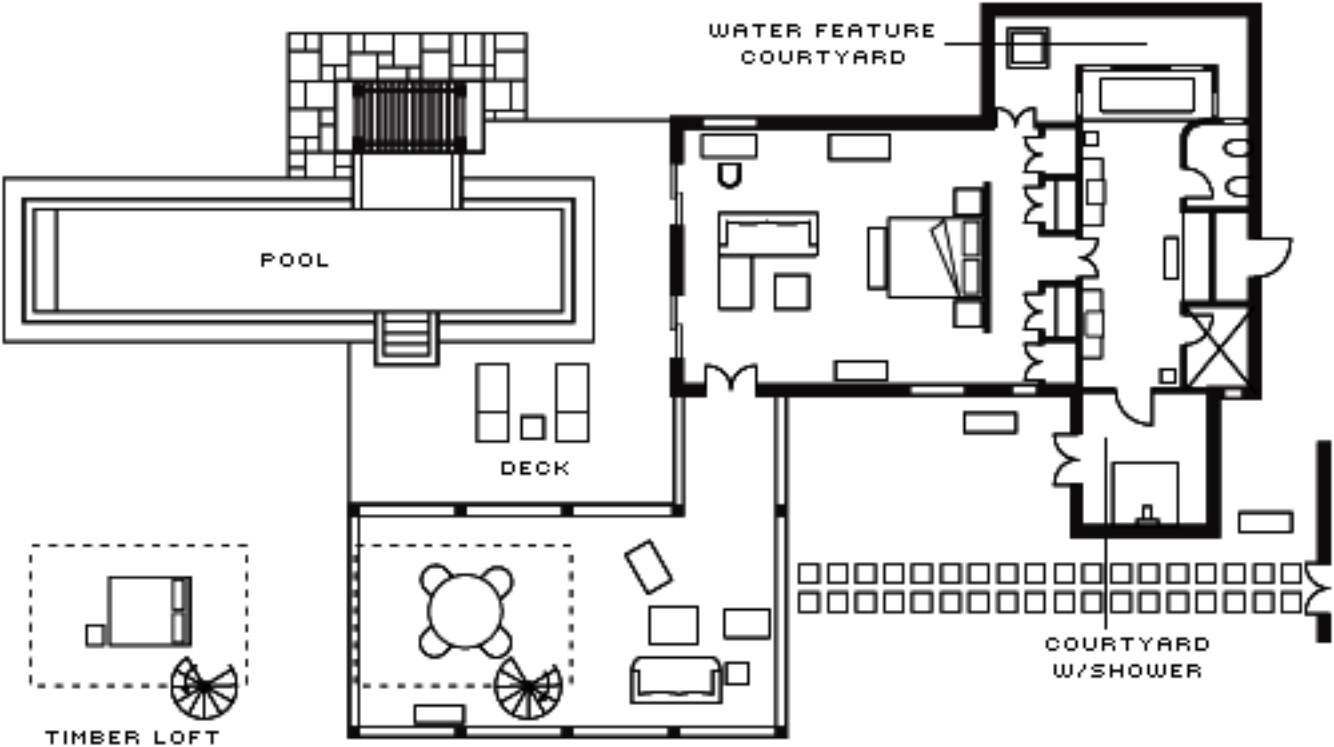 WATER FEATURE
COURTYARD
POOL
DECK
COURTYARD
W/SHOWER
TIMBER LOFT